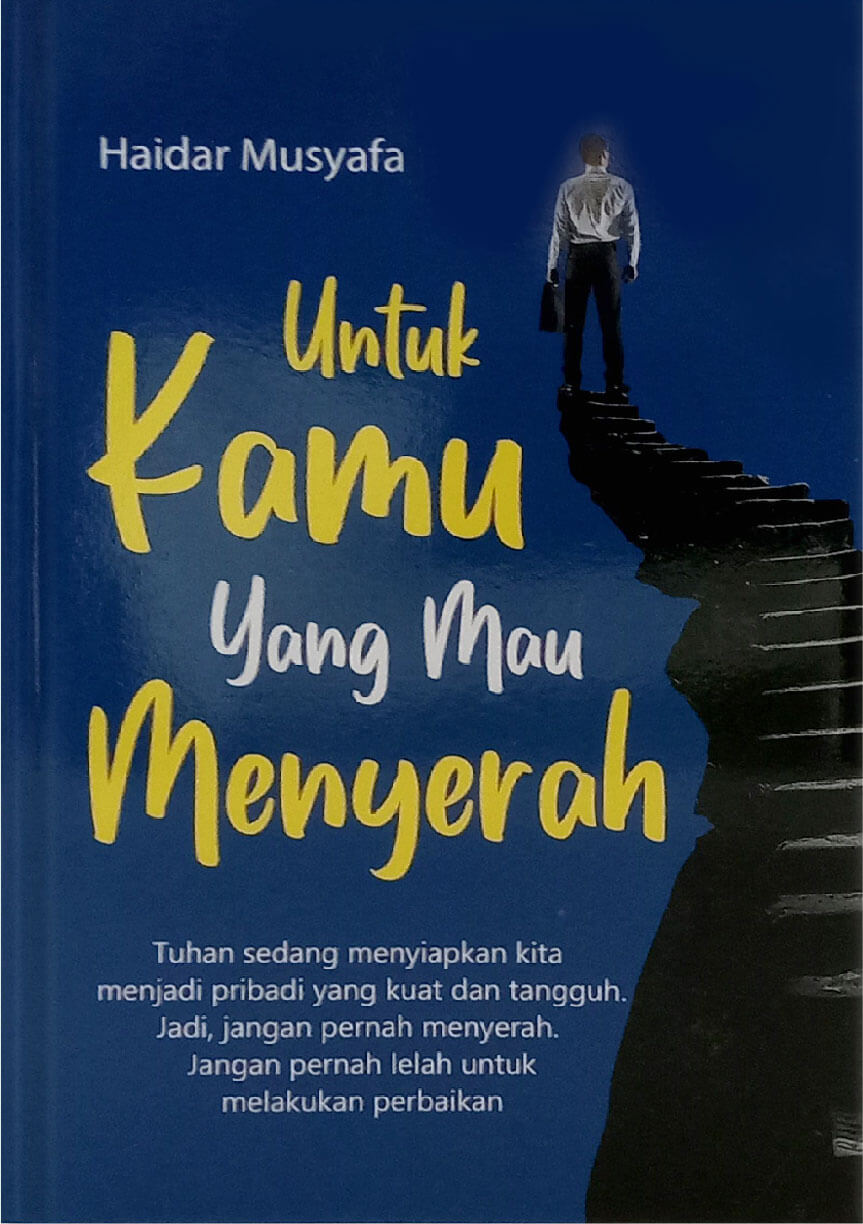 Haidar Musyafa
Untuk
Kamu
Yang Mau
Menyerah
Tuhan sedang menyiapkan kita
menjadi pribadi yang kuat dan tangguh.
Jadi, jangan pernah menyerah.
Jangan pernah lelah untuk
melakukan perbaikan